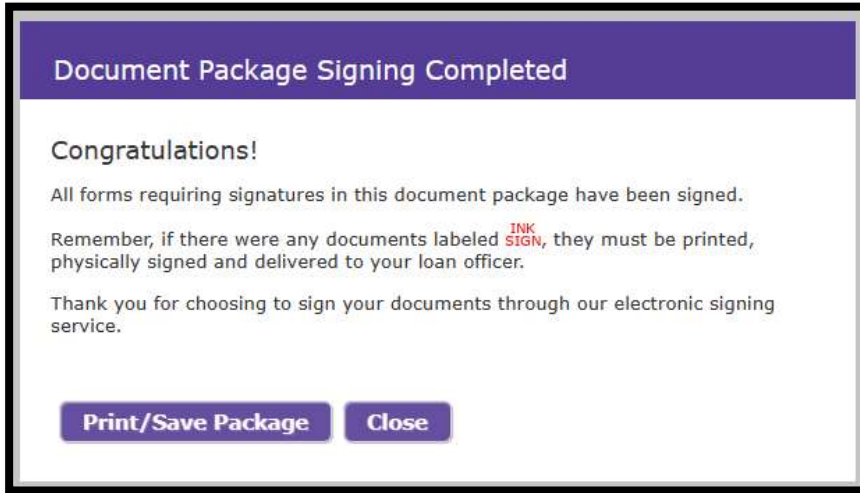 Document Package Signing Completed
Congratulations!
All forms requiring signatures in this document package have been signed.
Remember, if there were any documents labeled INK SIGN, they must be printed,
physically signed and delivered to your loan officer.
Thank you for choosing to sign your documents through our electronic signing
service.
Print/Save Package Close